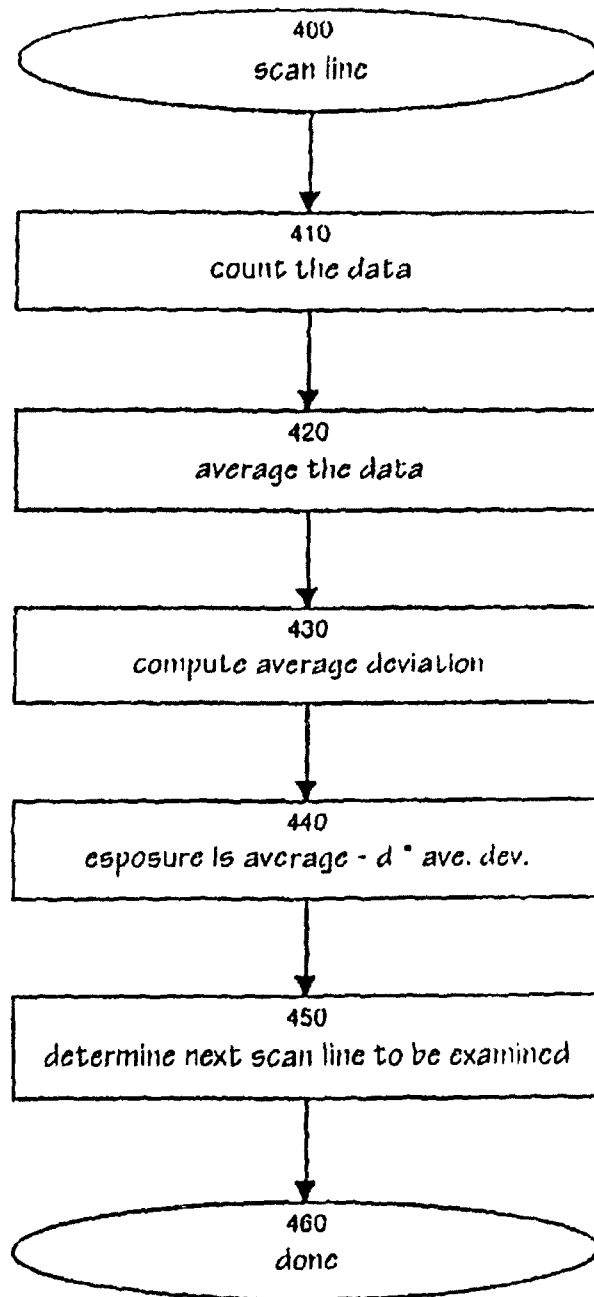 400
scan line
410
count the data
420
average the data
430
compute average deviation
440
esposure is average - d * ave. dev.
450
determine next scan line to be examined
460
done